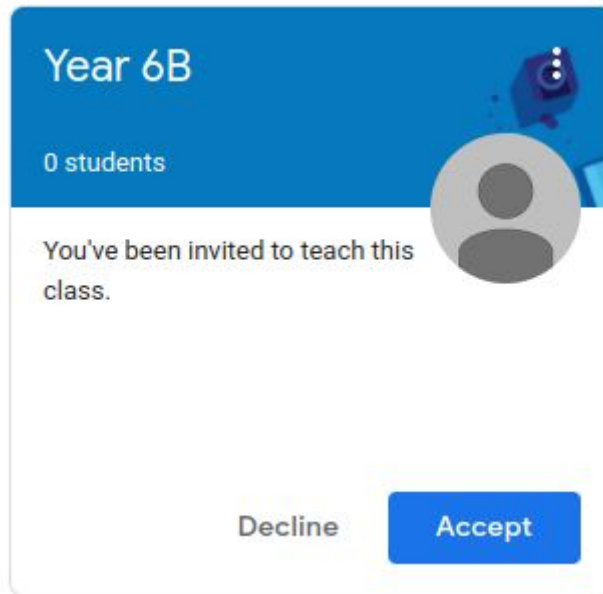 Year 6B
0 students
You've been invited to teach this
class.
Decline Accept